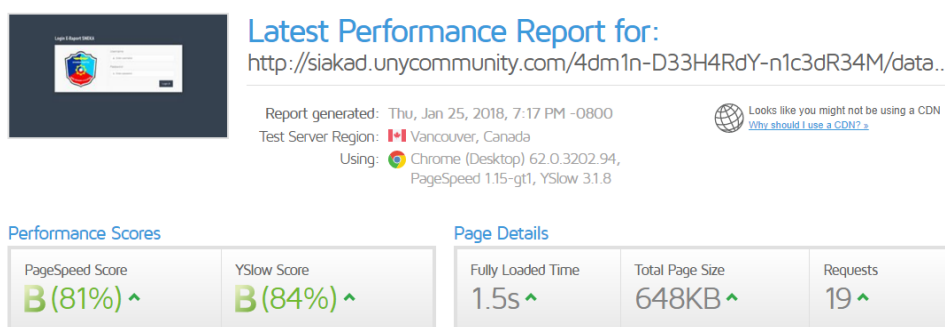 Latest Performance Report for:
http://siakad.unycommunity.com/4dm1n-D33H4RdY-n1c3dR34M/data...
Report generated: Thu, Jan 25, 2018, 7:17 PM -0800
Test Server Region: Vancouver, Canada
Using: Chrome (Desktop) 62.0.3202.94,
PageSpeed 1.15-gt1, YSlow 3.1.8
Looks like you might not be using a CDN
Why should I use a CDN? »
Performance Scores
PageSpeed Score
B (81%)
YSlow Score
B (84%)
Page Details
Fully Loaded Time
1.5s
Total Page Size
648KB
Requests
19